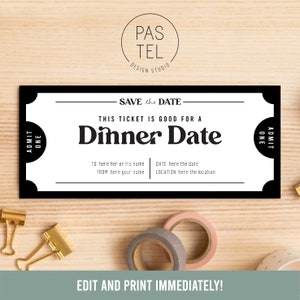 PAS
TEL
DESIGN STUDIO
SAVE the DATE
THIS TICKET IS GOOD FOR A
Dinner Date
ADMIT ONE
TO here her or his name
FROM here your name
DATE here the date
LOCATION here the location
ADMIT ONE
EDIT AND PRINT IMMEDIATELY!